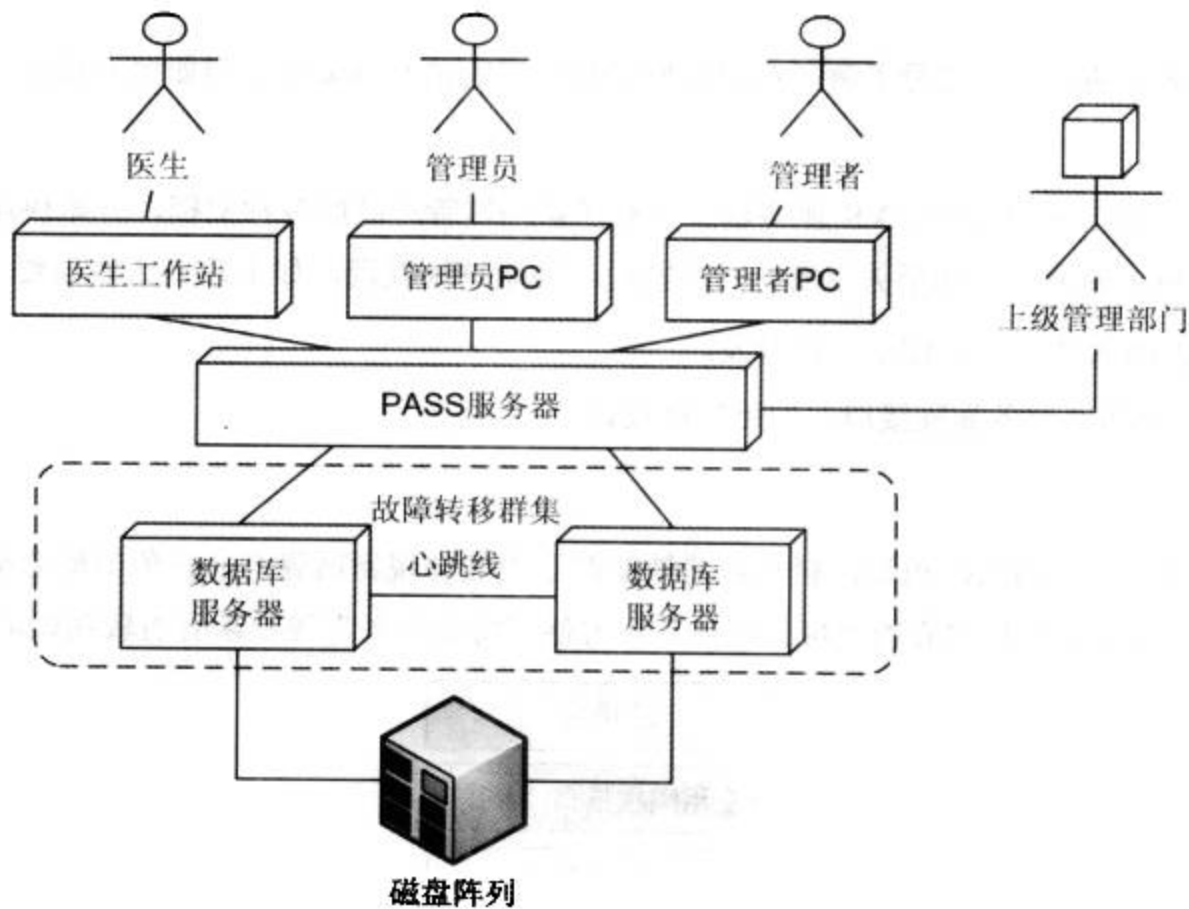 医生
管理员
管理者
医生工作站
管理员PC
管理者PC
上级管理部门
PASS服务器
故障转移群集
数据库
服务器
心跳线
数据库
服务器
磁盘阵列